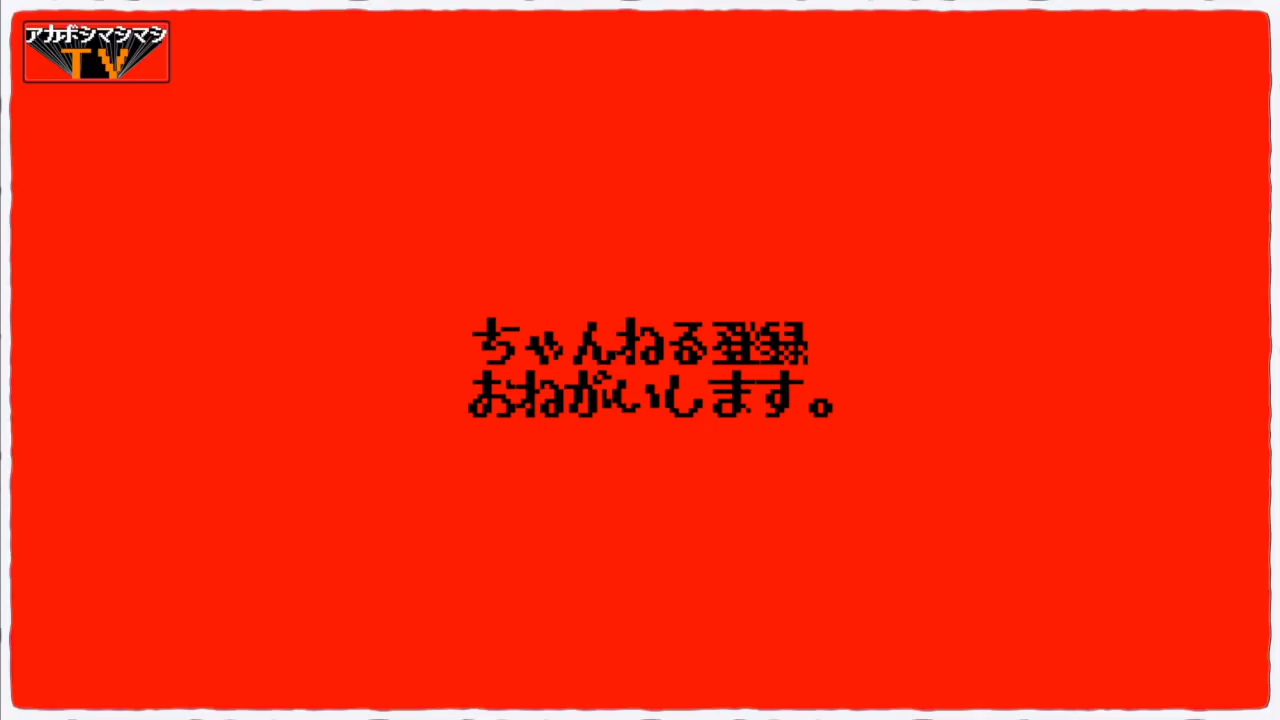 アカボシマシマシ
TV
ちゃんねる登録
おねがいします。